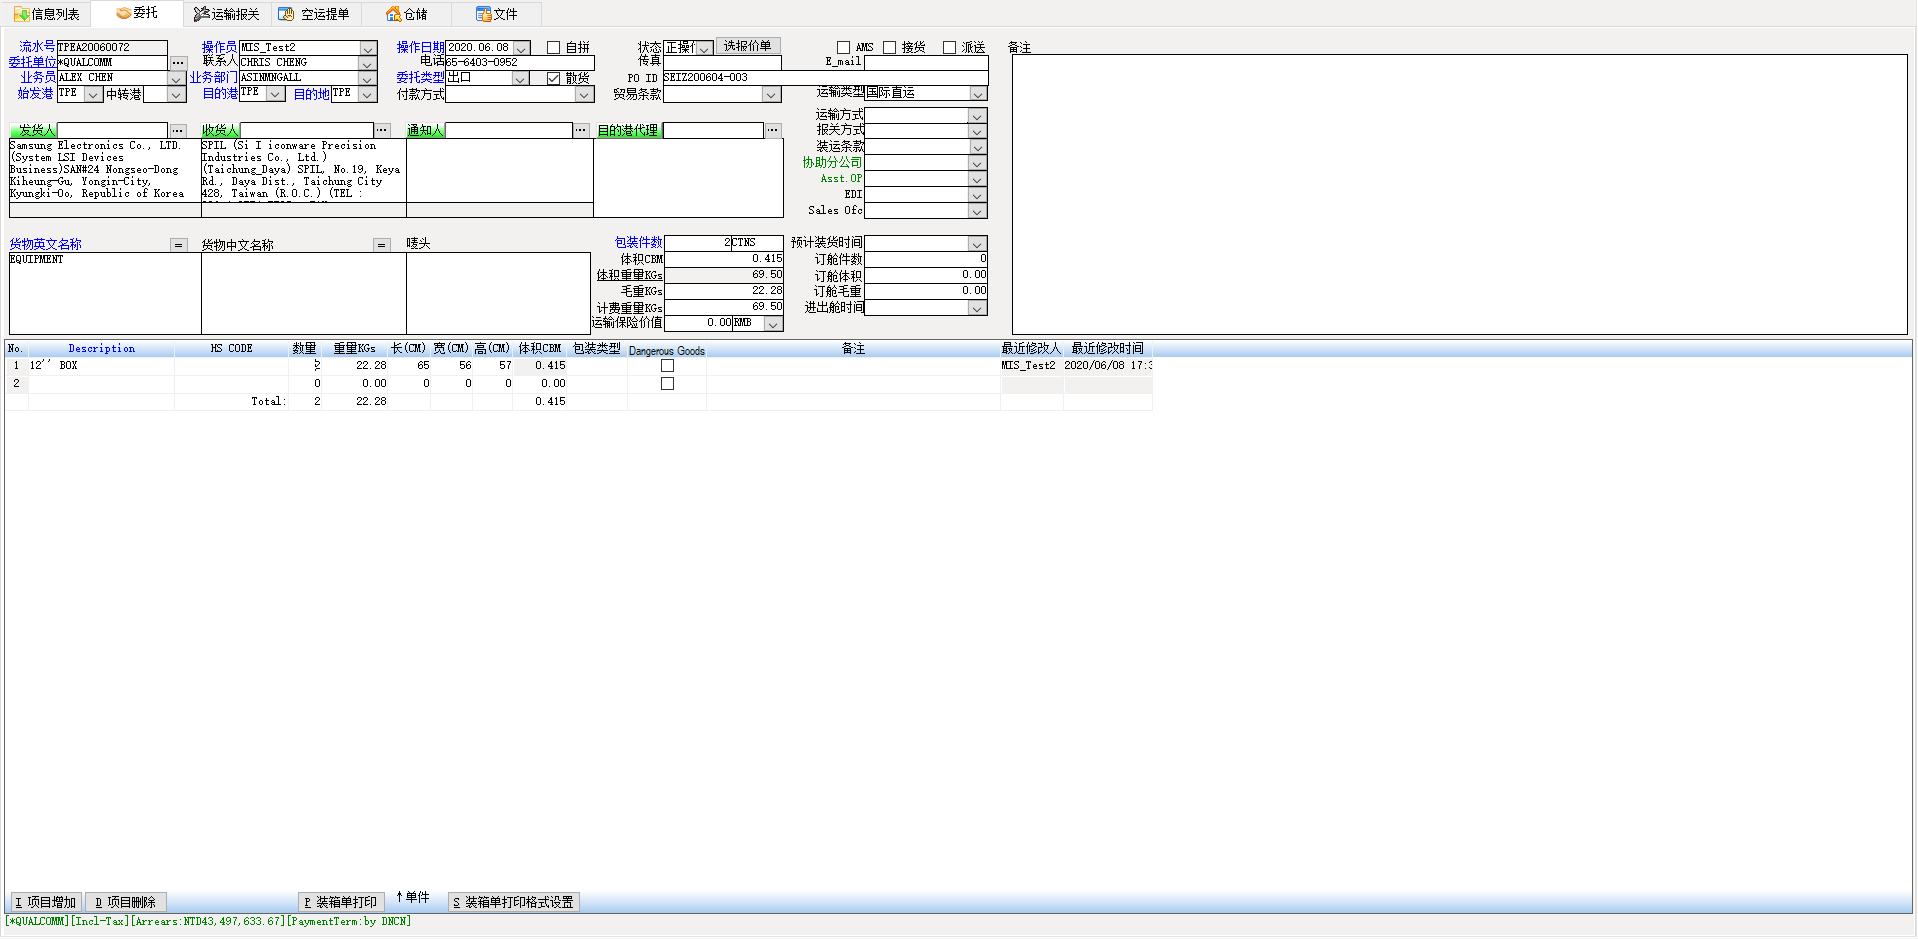 信息列表 委托 运输报关 空运提单 仓储 文件
流水号 TPEA20060072 操作员 MIS_Test2 操作日期 2020.06.08 自拼 状态 正操作 选报价单 AMS 接货 派送 备注
委托单位 *QUALCOMM ... 联系人 CHRIS CHENG 电话 65-6403-0952 传真 E_mail
业务员 ALEX CHEN 业务部门 ASINMNGALL 委托类型 出口 散货 PO ID SEIZ200604-003
始发港 TPE 中转港 目的港 TPE 目的地 TPE 付款方式 贸易条款 运输类型 国际直运
运输方式
发货人 ... 收货人 ... 通知人 ... 目的港代理 ... 报关方式
Samsung Electronics Co., LTD.
(System LSI Devices
Business)SAN#24 Nongseo-Dong
Kiheung-Gu, Yongin-City,
Kyungki-Oo, Republic of Korea
SPIL (Si I iconware Precision
Industries Co., Ltd.)
(Taichung_Daya) SPIL, No.19, Keya
Rd., Daya Dist., Taichung City
428, Taiwan (R.O.C.) (TEL :
装运条款
协助分公司
Asst.OP
EDI
Sales Ofc
货物英文名称 = 货物中文名称 = 唛头 包装件数 2 CTNS 预计装货时间
EQUIPMENT 体积CBM 0.415 订舱件数 0
体积重量KGs 69.50 订舱体积 0.00
毛重KGs 22.28 订舱毛重 0.00
计费重量KGs 69.50 进出舱时间
运输保险价值 0.00 RMB
No. Description HS CODE 数量 重量KGs 长(CM) 宽(CM) 高(CM) 体积CBM 包装类型 Dangerous Goods 备注 最近修改人 最近修改时间
1 12'' BOX 2 22.28 65 56 57 0.415 MIS_Test2 2020/06/08 17:3
2 0 0.00 0 0 0 0.00
Total: 2 22.28 0.415
I 项目增加 D 项目删除 P 装箱单打印 ↑单件 S 装箱单打印格式设置
[*QUALCOMM][Incl-Tax][Arrears:NTD43,497,633.67][PaymentTerm:by DNCN]